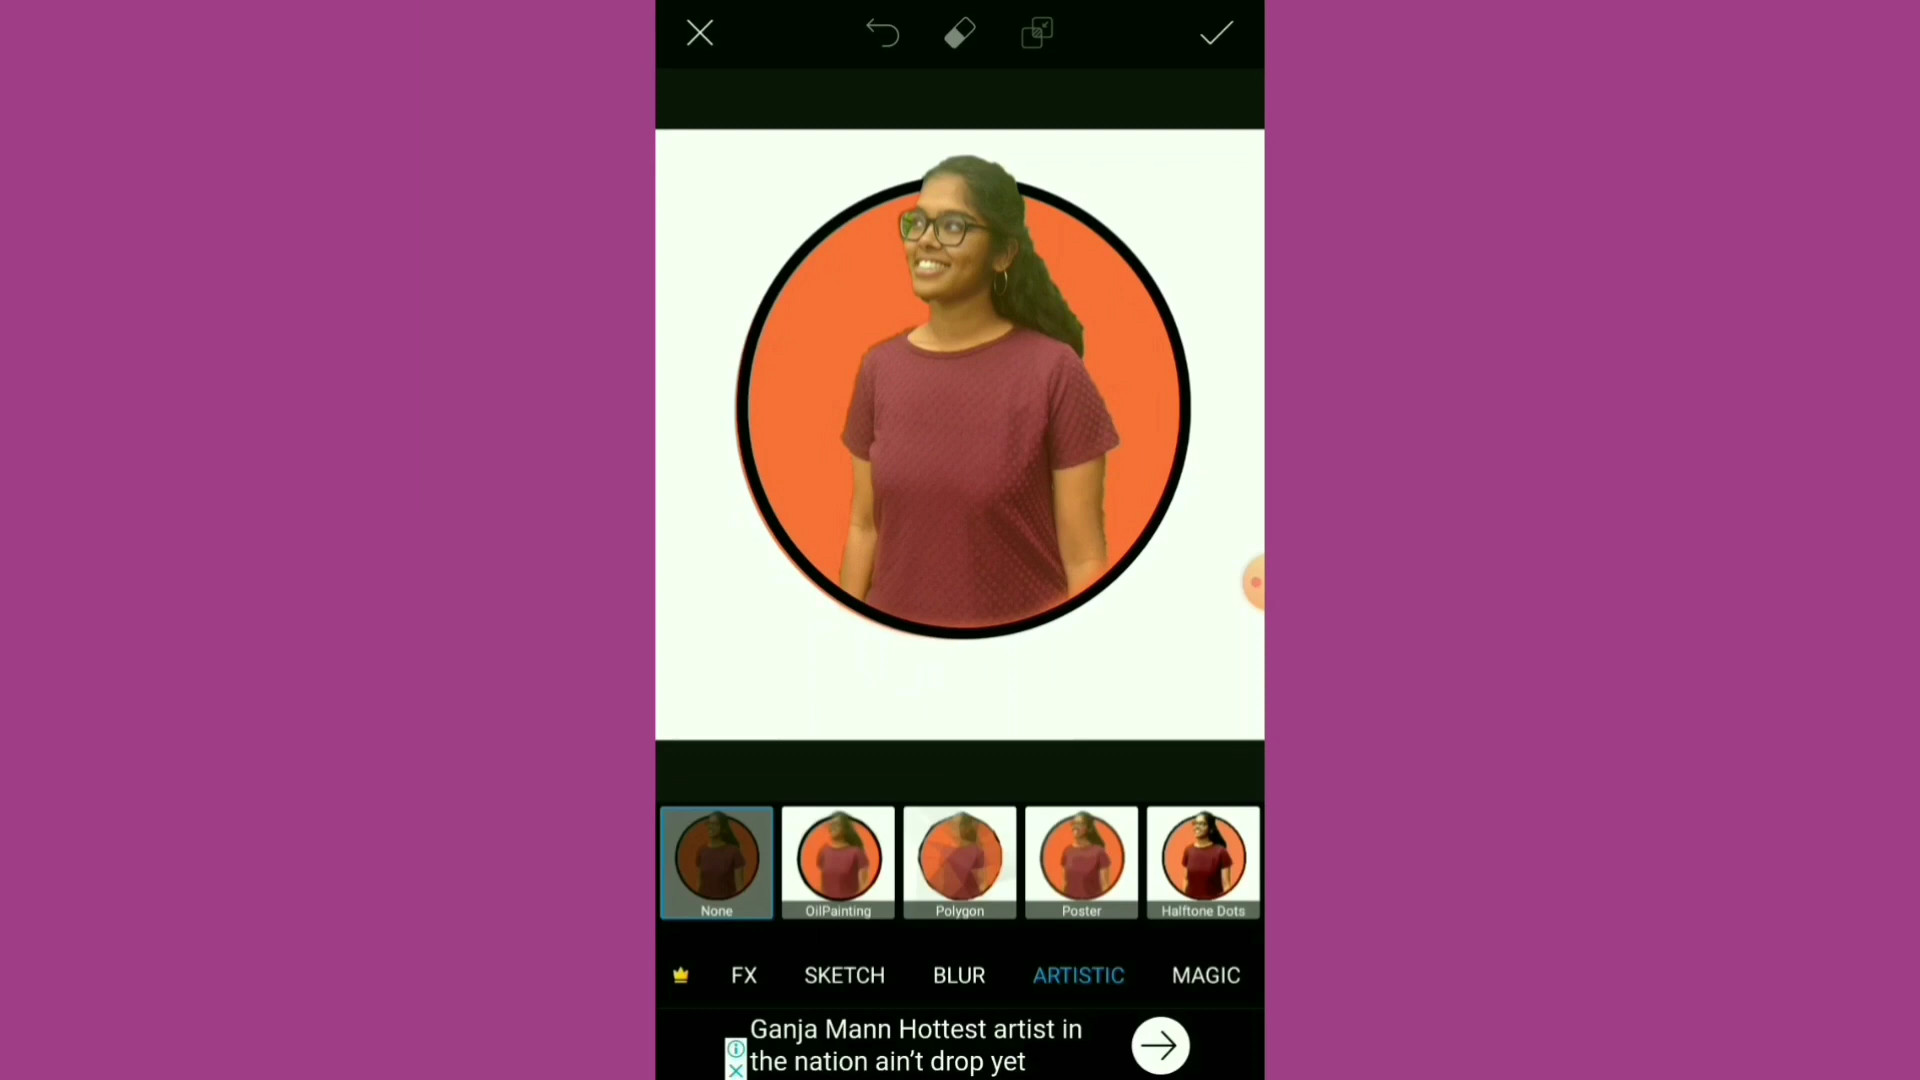 None
OilPainting
Polygon
Poster
Halftone Dots
FX
SKETCH
BLUR
ARTISTIC
MAGIC
Ganja Mann Hottest artist in
the nation ain't drop yet